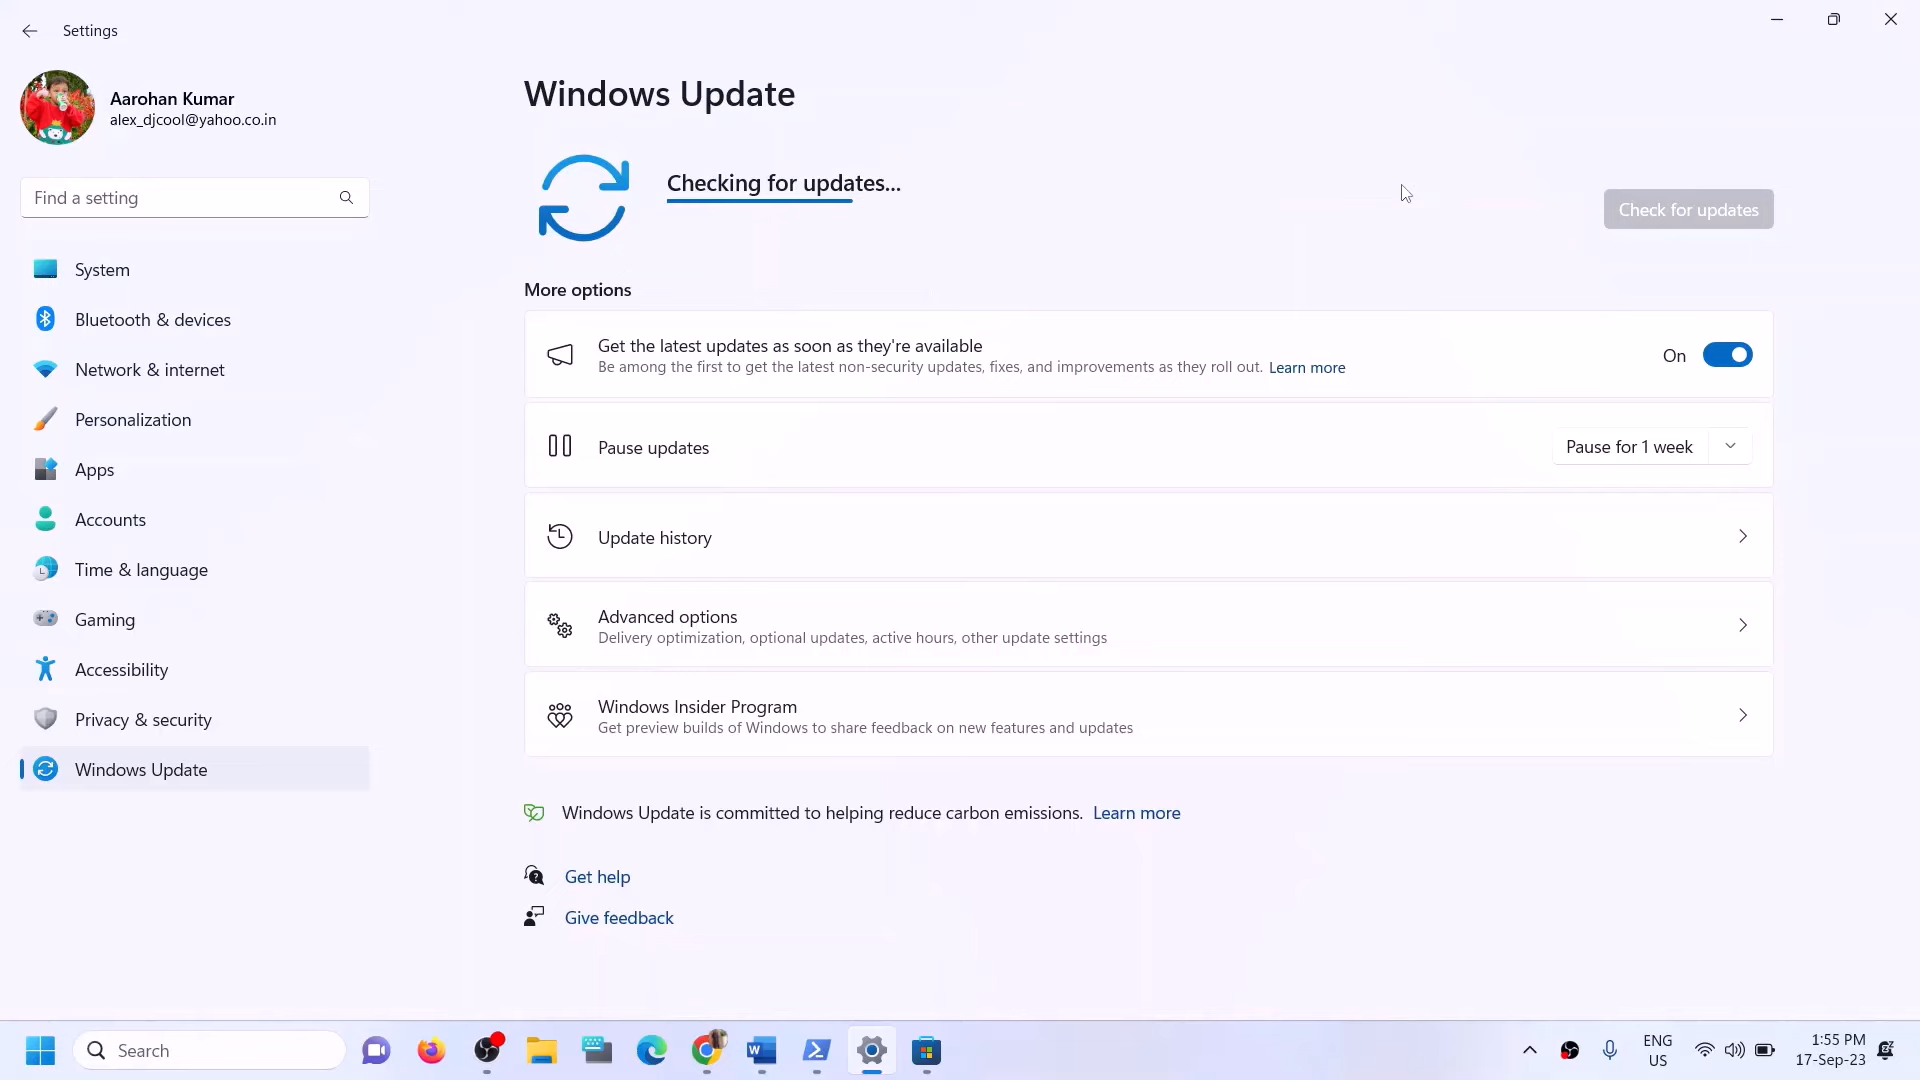 Settings
Aarohan Kumar
alex_djcool@yahoo.co.in
Find a setting
System
Bluetooth & devices
Network & internet
Personalization
Apps
Accounts
Time & language
Gaming
Accessibility
Privacy & security
Windows Update
Windows Update
Checking for updates...
Check for updates
More options
Get the latest updates as soon as they're available
Be among the first to get the latest non-security updates, fixes, and improvements as they roll out. Learn more
On
Pause updates
Pause for 1 week
Update history
Advanced options
Delivery optimization, optional updates, active hours, other update settings
Windows Insider Program
Get preview builds of Windows to share feedback on new features and updates
Windows Update is committed to helping reduce carbon emissions. Learn more
Get help
Give feedback
Search
ENG
US
1:55 PM
17-Sep-23